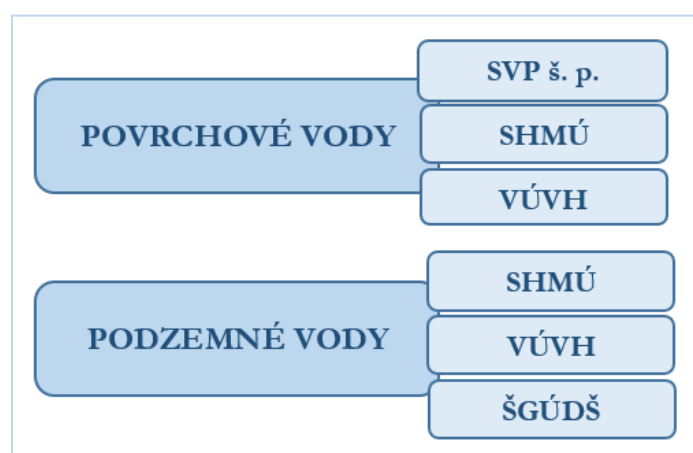 POVRCHOVÉ VODY
SVP š. p.
SHMÚ
VÚVH
PODZEMNÉ VODY
SHMÚ
VÚVH
ŠGÚDŠ